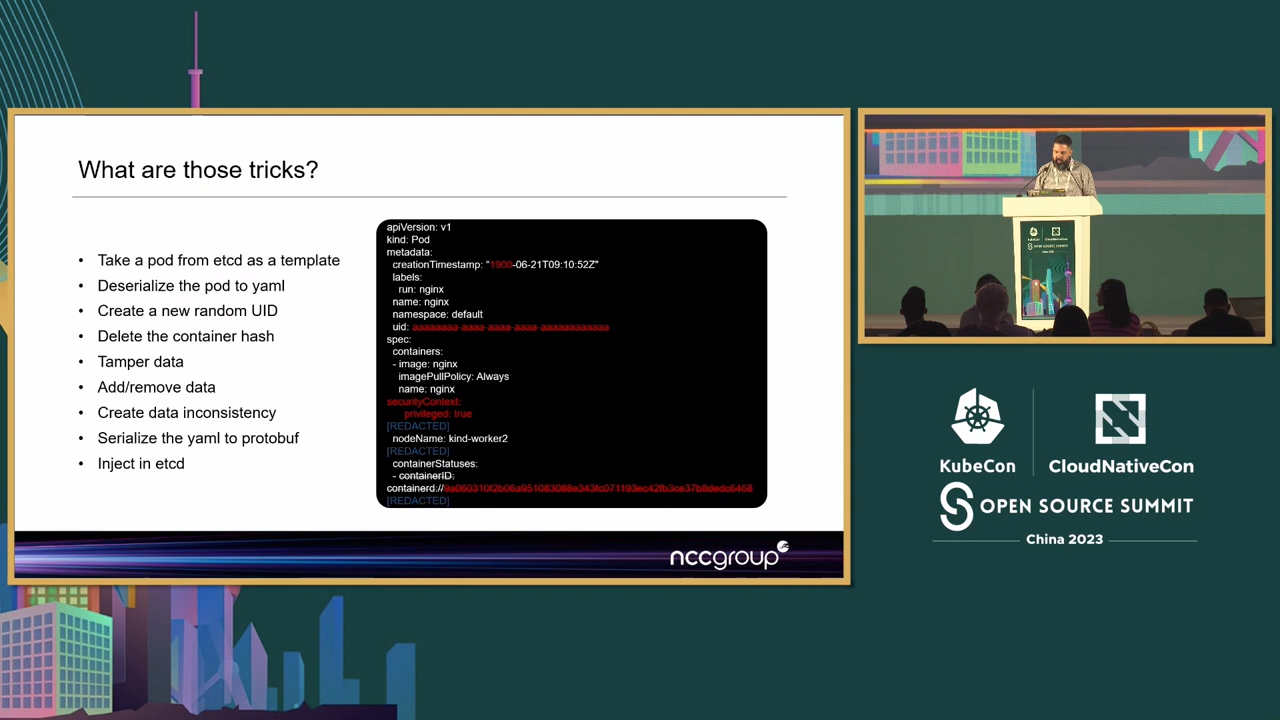 What are those tricks?
• Take a pod from etcd as a template
• Deserialize the pod to yaml
• Create a new random UID
• Delete the container hash
• Tamper data
• Add/remove data
• Create data inconsistency
• Serialize the yaml to protobuf
• Inject in etcd
apiVersion: v1
kind: Pod
metadata:
creationTimestamp: "1900-06-21T09:10:52Z"
labels:
run: nginx
name: nginx
namespace: default
uid: aaaaaaaa-aaaa-aaaa-aaaa-aaaaaaaaaaaa
spec:
containers:
- image: nginx
imagePullPolicy: Always
name: nginx
securityContext:
privileged: true
[REDACTED]
nodeName: kind-worker2
[REDACTED]
containerStatuses:
- containerID:
containerd://
[REDACTED]
nccgroup
KubeCon
CloudNativeCon
OPEN SOURCE SUMMIT
China 2023